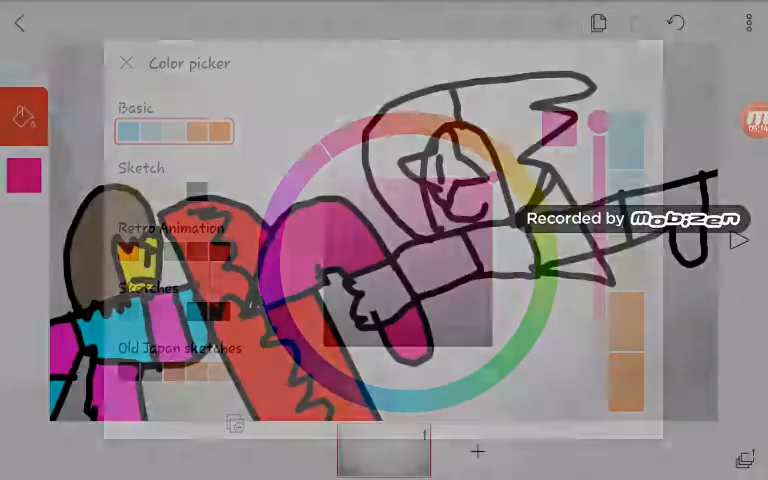 Color picker
Basic
Sketch
Retro Animation
Sketches
Old Japan sketches
Recorded by Mobizen